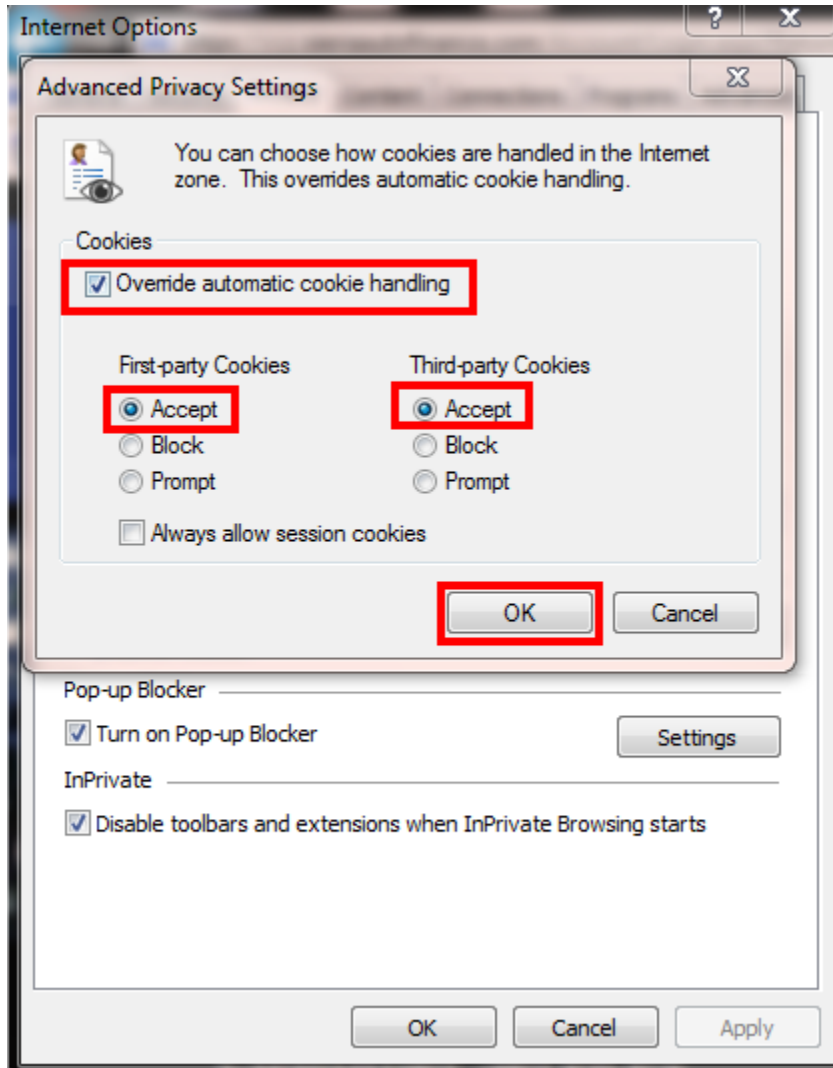 Internet Options
Advanced Privacy Settings
You can choose how cookies are handled in the Internet
zone. This overrides automatic cookie handling.
Cookies
Override automatic cookie handling
First-party Cookies
Third-party Cookies
Accept
Accept
Block
Block
Prompt
Prompt
Always allow session cookies
OK
Cancel
Pop-up Blocker
Turn on Pop-up Blocker
Settings
InPrivate
Disable toolbars and extensions when InPrivate Browsing starts
OK
Cancel
Apply